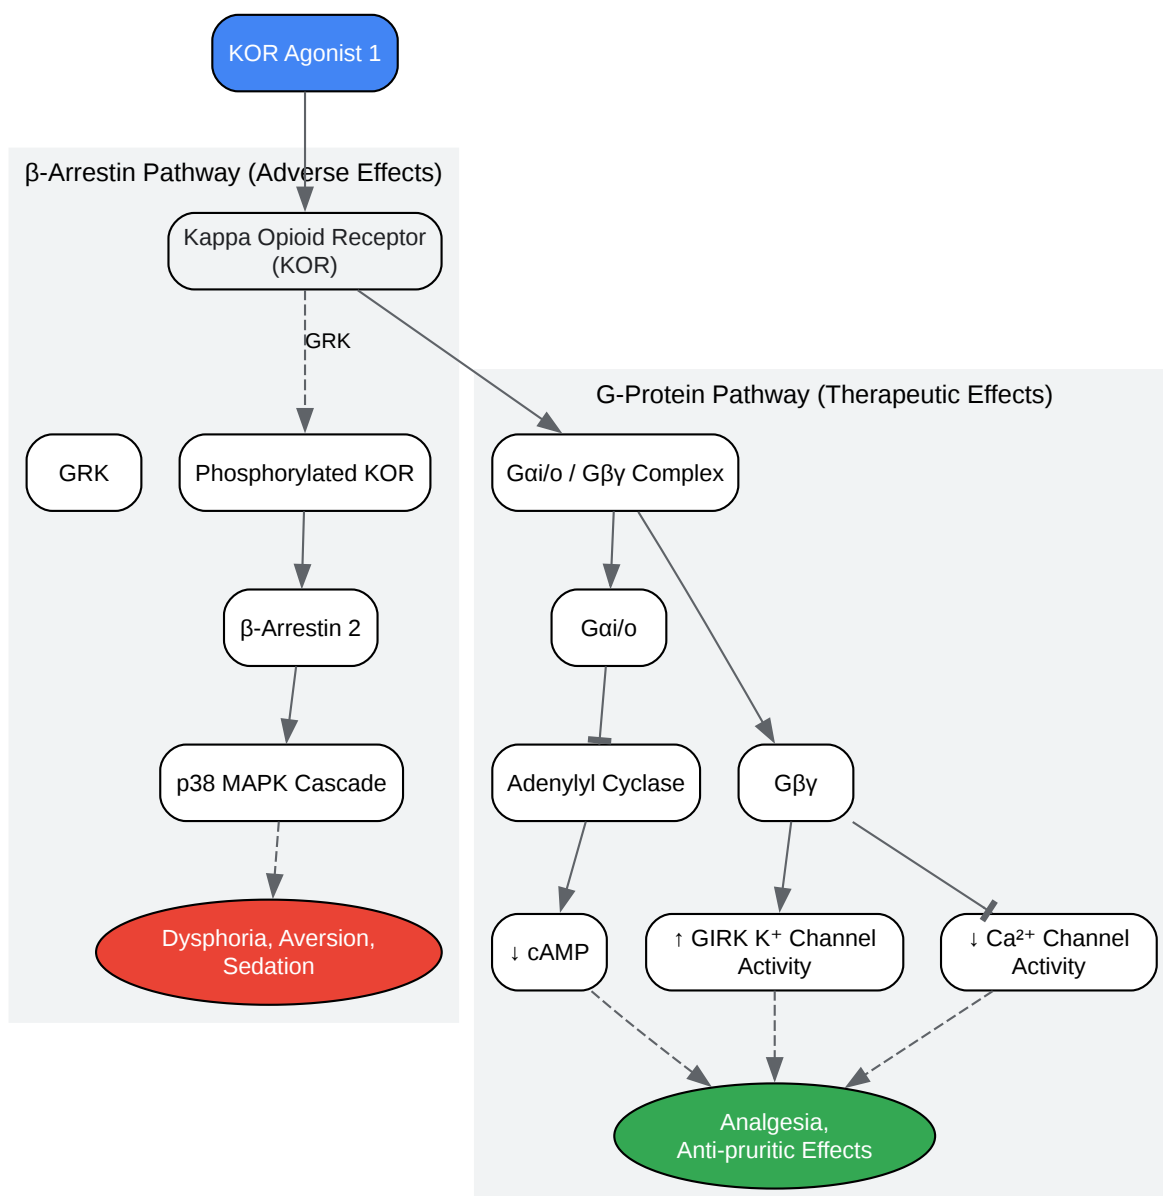 KOR Agonist 1
β-Arrestin Pathway (Adverse Effects)
Kappa Opioid Receptor
(KOR)
GRK
G-Protein Pathway (Therapeutic Effects)
GRK
Phosphorylated KOR
Gαi/o / Gβγ Complex
β-Arrestin 2
Gαi/o
p38 MAPK Cascade
Adenylyl Cyclase
Gβγ
Dysphoria, Aversion,
Sedation
↓ cAMP
↑ GIRK K⁺ Channel
Activity
↓ Ca²⁺ Channel
Activity
Analgesia,
Anti-pruritic Effects